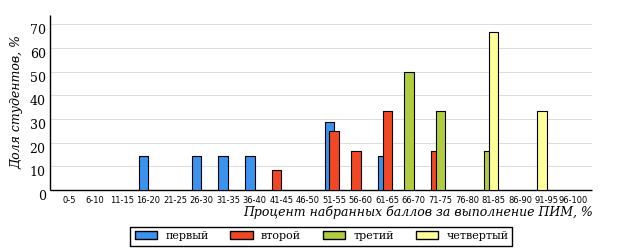 Доля студентов, %
70
60
50
40
30
20
10
0
0-5 6-10 11-15 16-20 21-25 26-30 31-35 36-40 41-45 46-50 51-55 56-60 61-65 66-70 71-75 76-80 81-85 86-90 91-95 96-100
Процент набранных баллов за выполнение ПИМ, %
первый второй третий четвертый